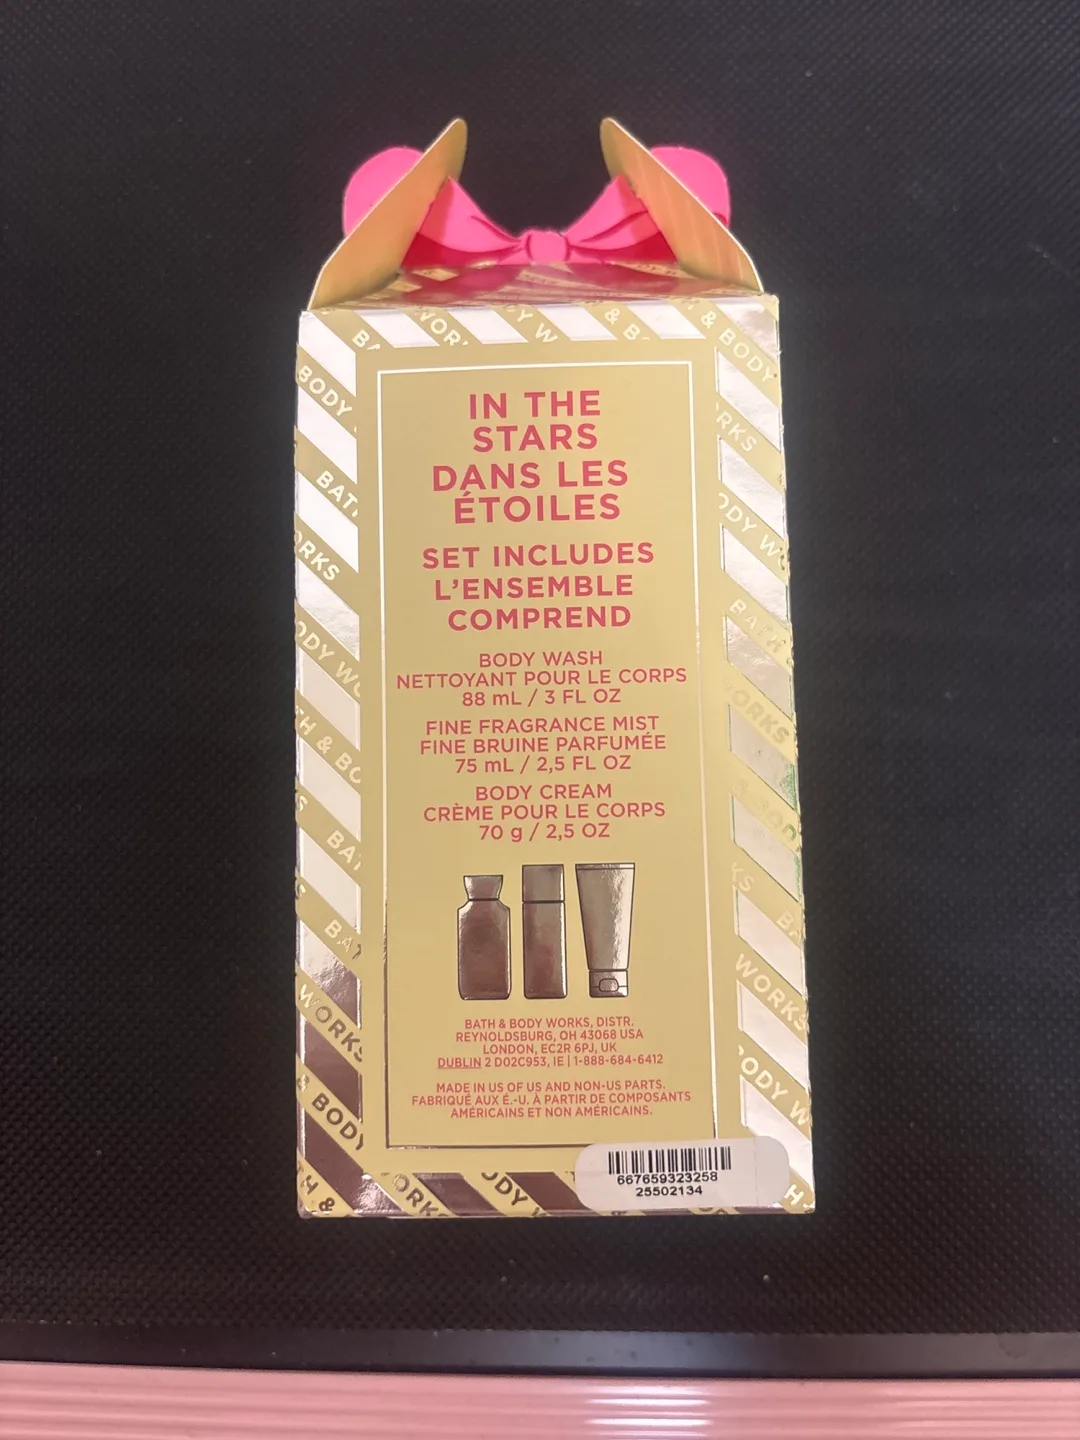 IN THE
STARS
DANS LES
ÉTOILES
SET INCLUDES
L'ENSEMBLE
COMPREND
BODY WASH
NETTOYANT POUR LE CORPS
88 mL / 3 FL OZ
FINE FRAGRANCE MIST
FINE BRUINE PARFUMÉE
75 mL / 2,5 FL OZ
BODY CREAM
CRÈME POUR LE CORPS
70 g / 2,5 OZ
BATH & BODY WORKS, DISTR.
REYNOLDSBURG, OH 43068 USA
LONDON, EC2R 6PJ, UK
DUBLIN 2 D02C953, IE | 1-888-684-6412
MADE IN US OF US AND NON-US PARTS.
FABRIQUÉ AUX É.-U. À PARTIR DE COMPOSANTS
AMÉRICAINS ET NON AMÉRICAINS.
667659323258
25502134